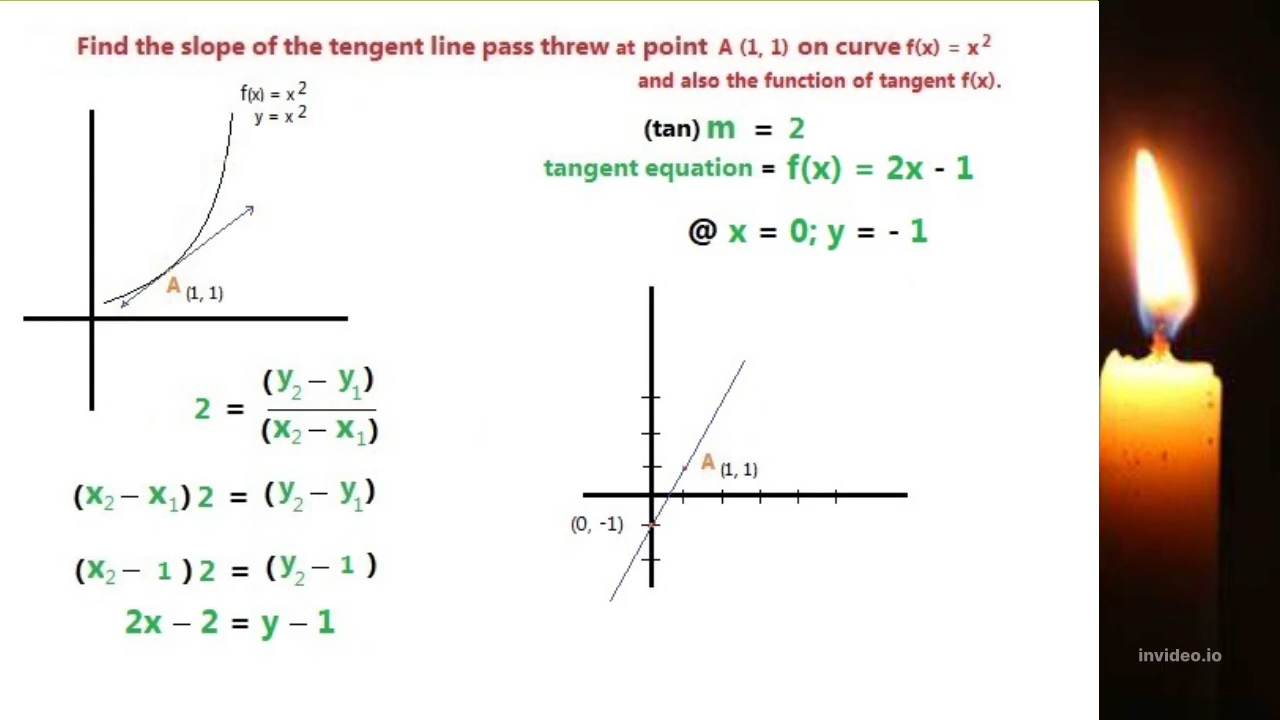 Find the slope of the tengent line pass threw at point A (1, 1) on curve f(x) = x²
and also the function of tangent f(x).
f(x) = x²
y = x²
(tan) m = 2
tangent equation = f(x) = 2x - 1
@ x = 0; y = - 1
A (1, 1)
2 = (y₂ – y₁) / (x₂ – x₁)
(x₂ – x₁) 2 = (y₂ – y₁)
(x₂ – 1 ) 2 = (y₂ – 1 )
2x – 2 = y – 1
A (1, 1)
(0, -1)
invideo.io